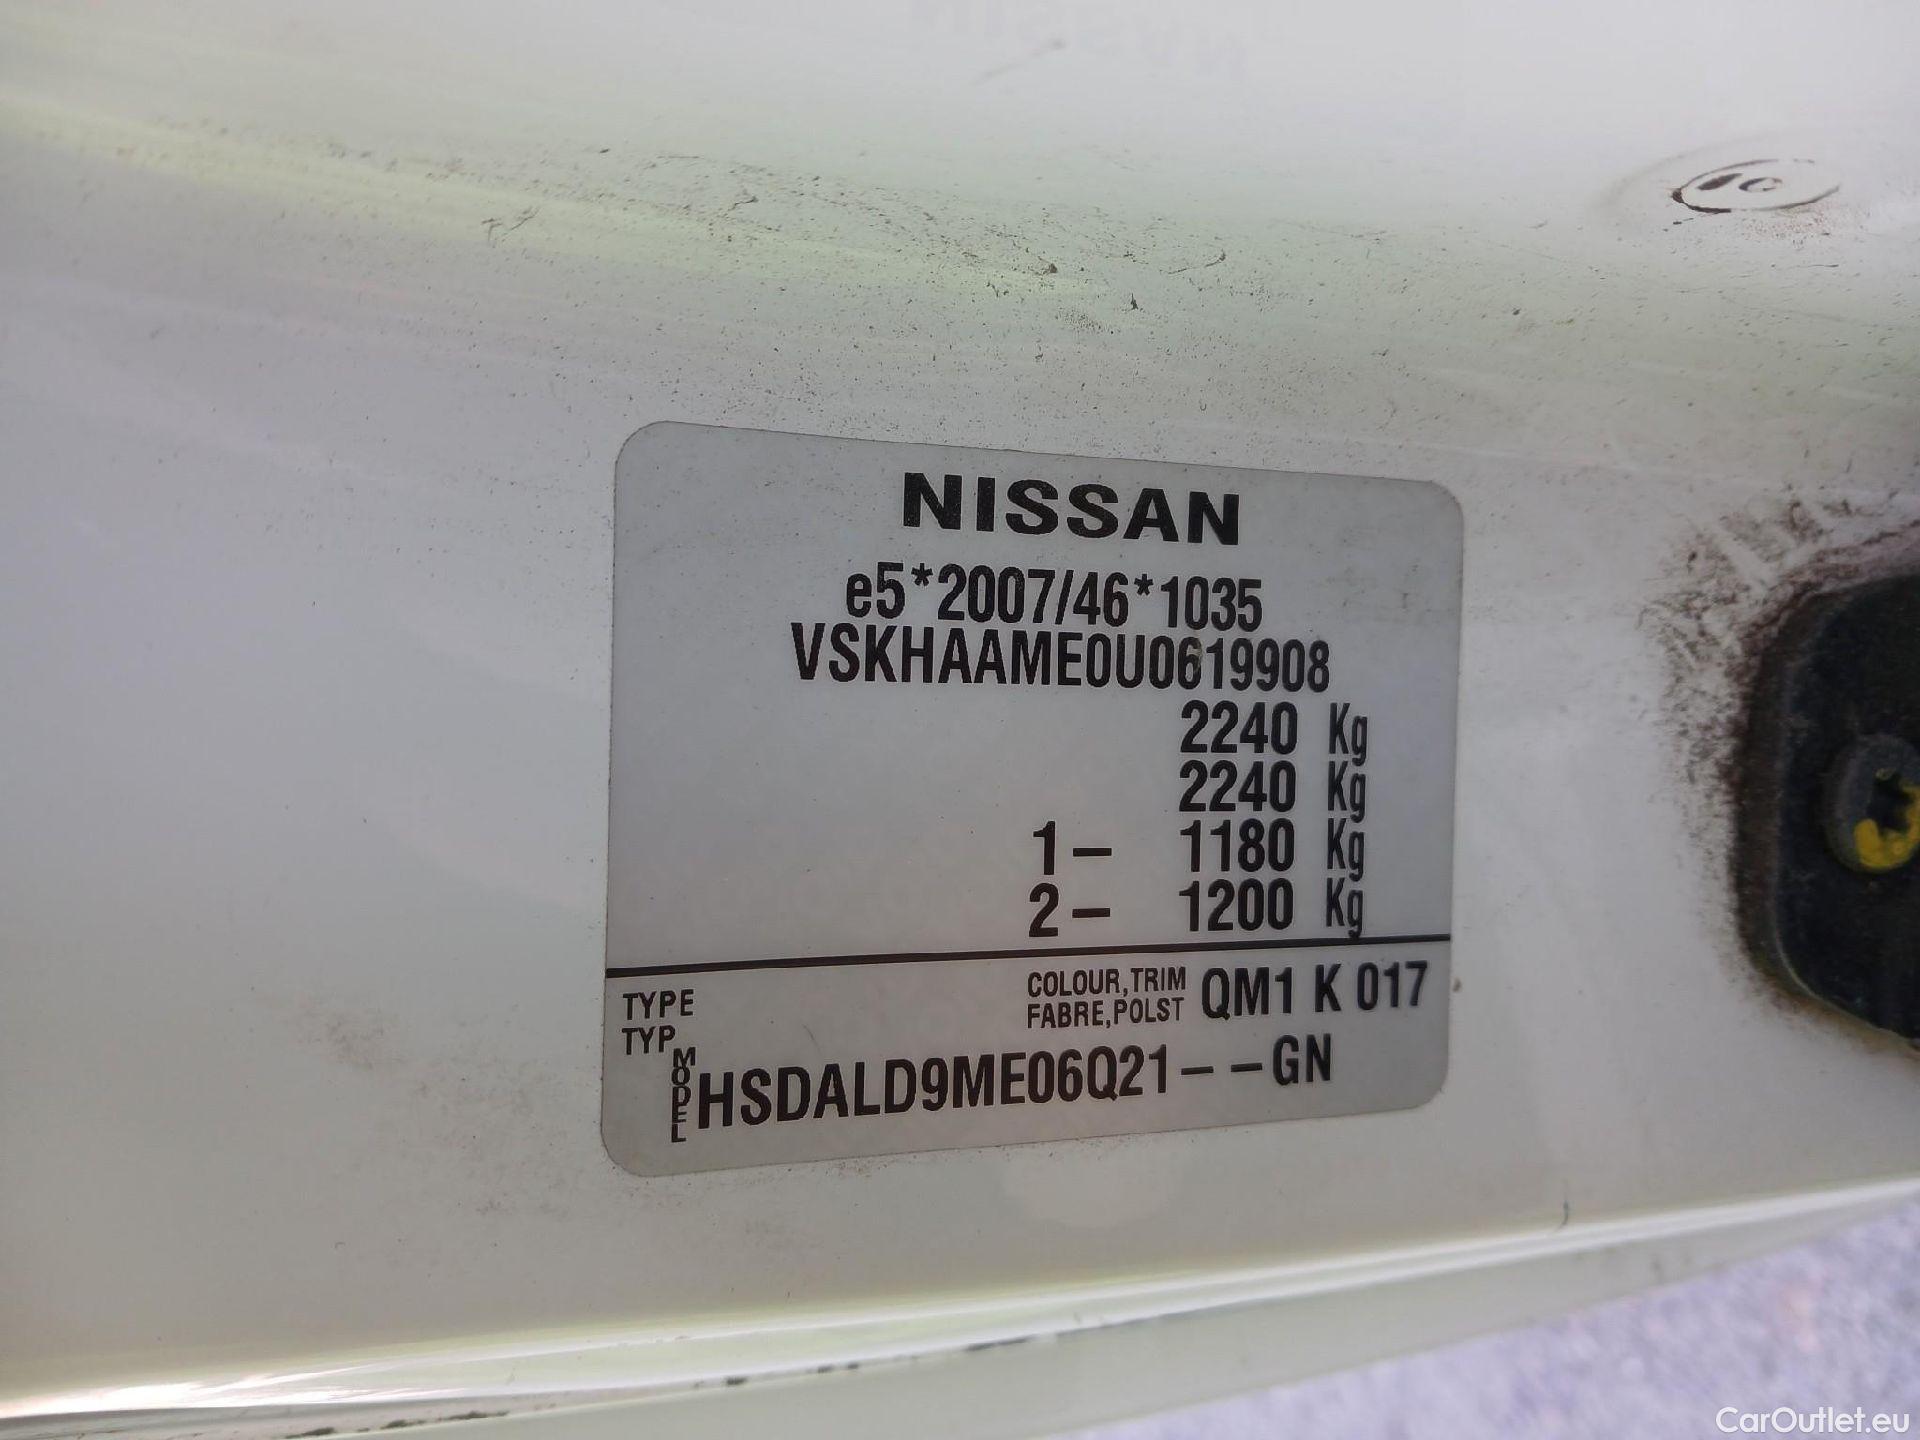 NISSAN
e5*2007/46*1035
VSKHAAME0U0619908
2240 Kg
2240 Kg
1- 1180 Kg
2- 1200 Kg
TYPE
TYP
COLOUR,TRIM
FABRE,POLST
QM1 K 017
MODEL
HSDALD9ME06Q21--GN
CarOutlet.eu